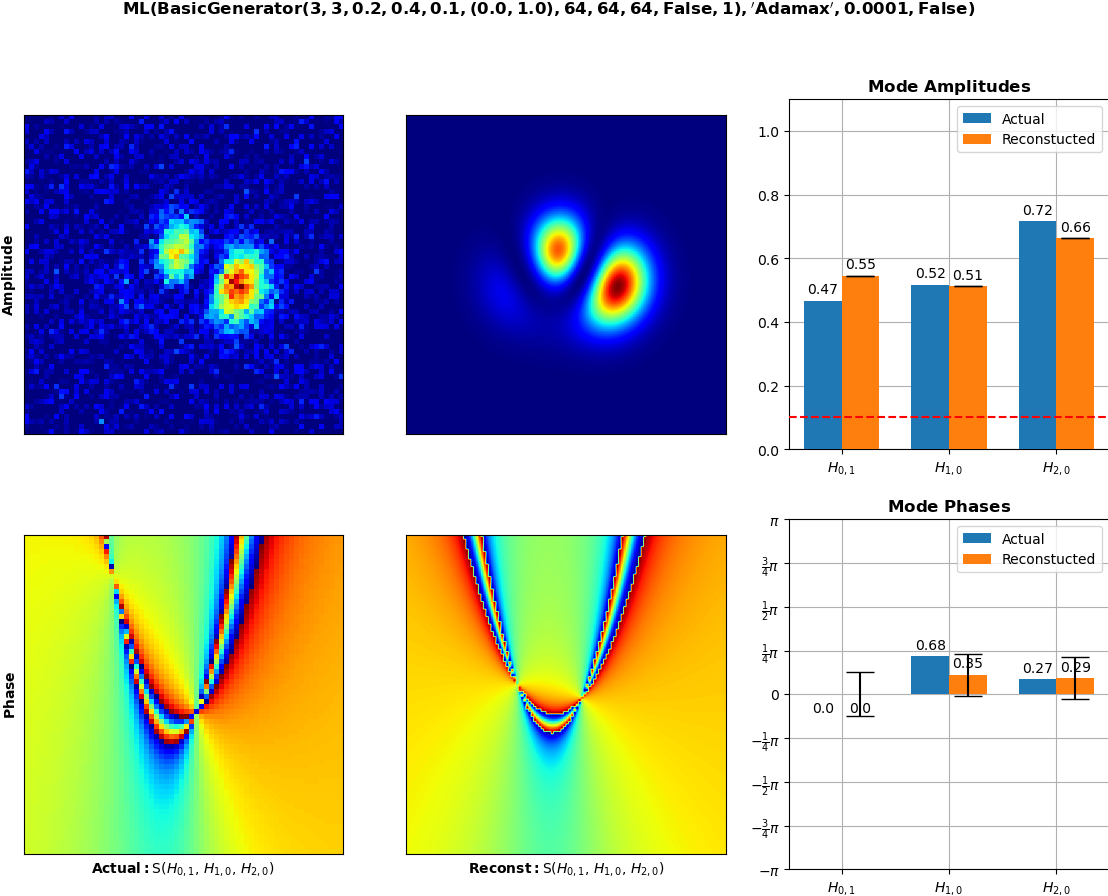 ML(BasicGenerator(3, 3, 0.2, 0.4, 0.1, (0.0, 1.0), 64, 64, 64, False, 1), 'Adamax', 0.0001, False)
Amplitude
Mode Amplitudes
Actual
Reconstucted
1.0
0.8
0.6
0.4
0.2
0.0
0.47
0.55
0.52
0.51
0.72
0.66
H0,1
H1,0
H2,0
Phase
Actual: S(H0,1, H1,0, H2,0)
Reconst: S(H0,1, H1,0, H2,0)
Mode Phases
Actual
Reconstucted
π
3/4π
1/2π
1/4π
0
−1/4π
−1/2π
−3/4π
−π
0.0
0.0
0.68
0.35
0.27
0.29
H0,1
H1,0
H2,0